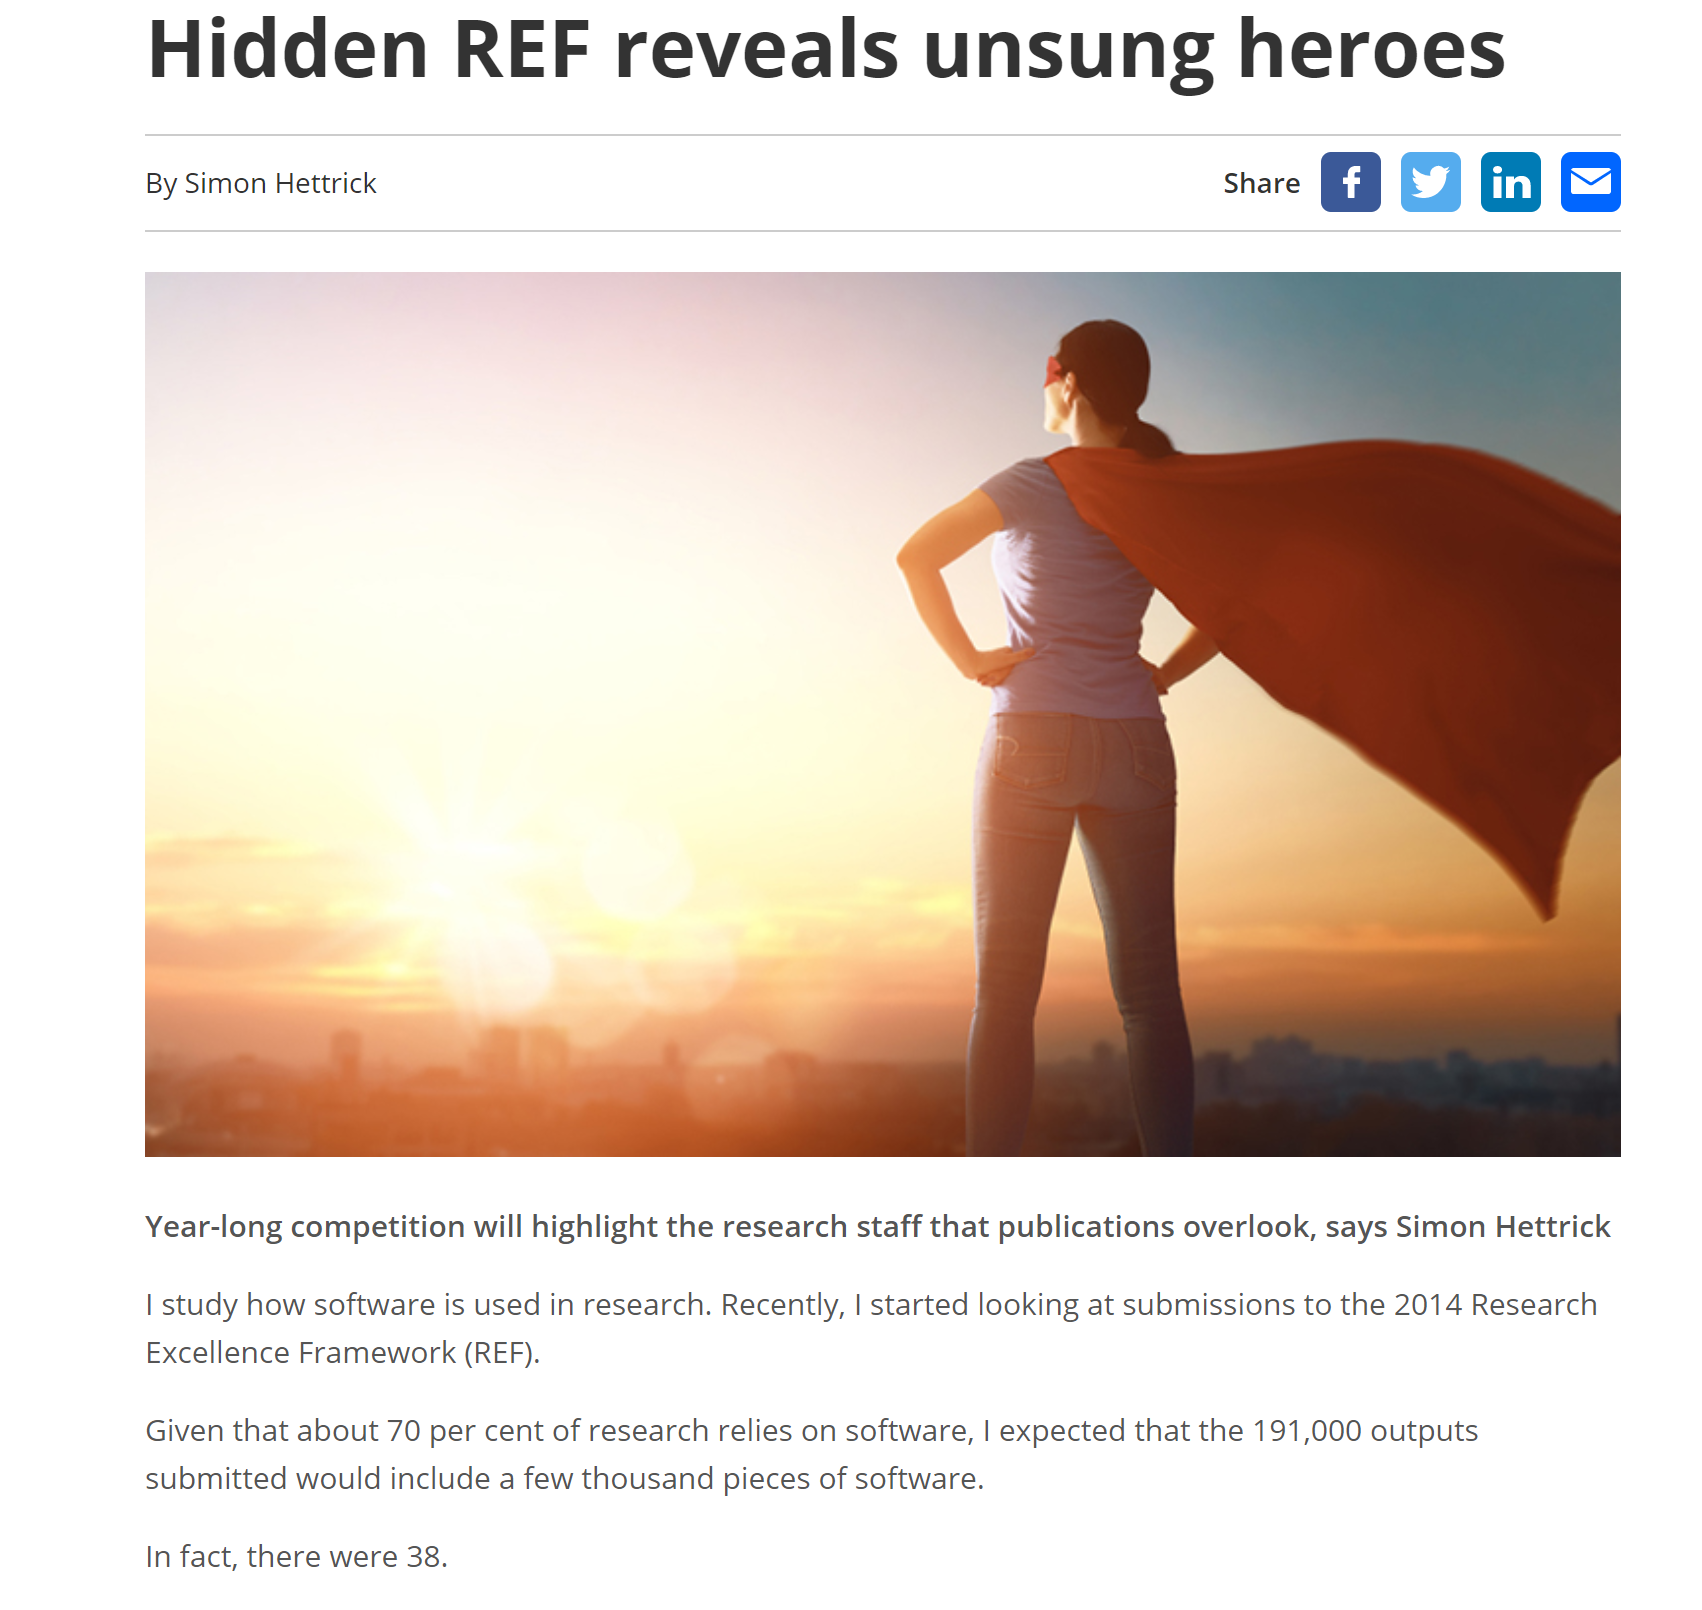 Hidden REF reveals unsung heroes
By Simon Hettrick
Share
f
in
Year-long competition will highlight the research staff that publications overlook, says Simon Hettrick
I study how software is used in research. Recently, I started looking at submissions to the 2014 Research
Excellence Framework (REF).
Given that about 70 per cent of research relies on software, I expected that the 191,000 outputs
submitted would include a few thousand pieces of software.
In fact, there were 38.